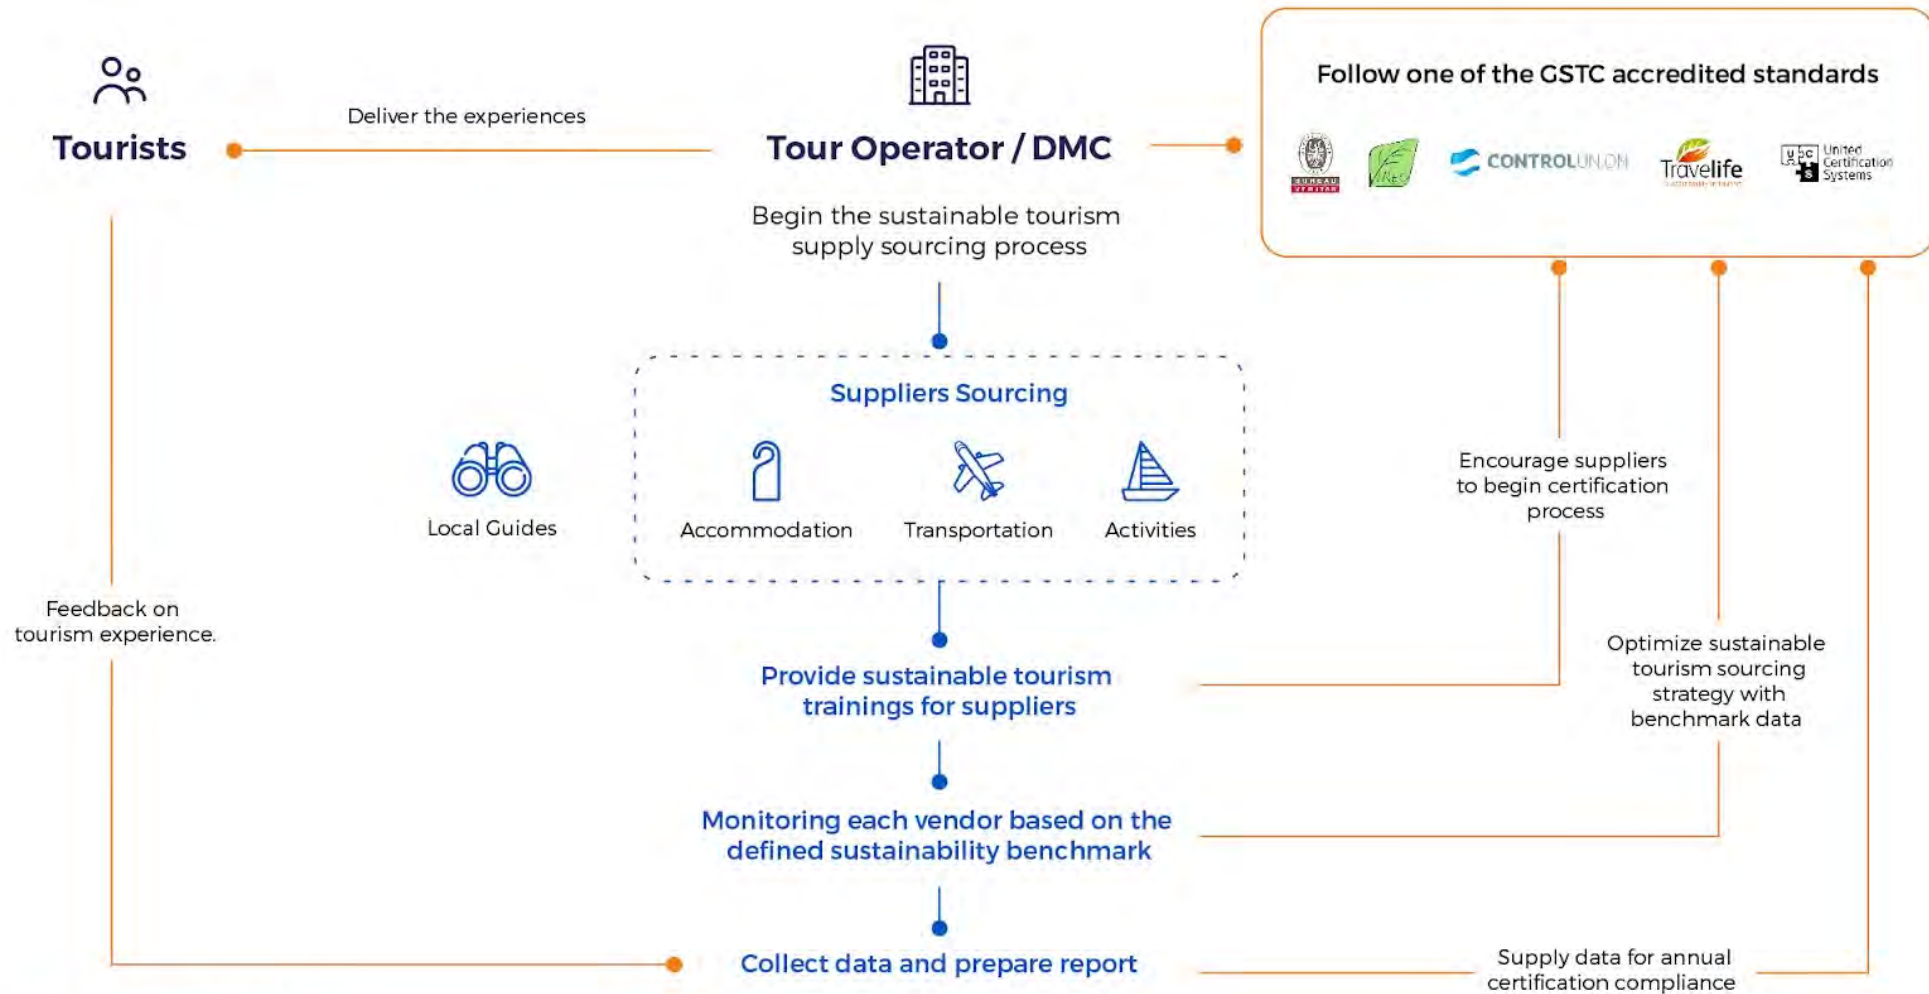 Tourists
Deliver the experiences
Tour Operator / DMC
Begin the sustainable tourism
supply sourcing process
Follow one of the GSTC accredited standards
BUREAU
VERITAS
CONTROLUNION
Travelife
United
Certification
Systems
Suppliers Sourcing
Local Guides
Accommodation
Transportation
Activities
Encourage suppliers
to begin certification
process
Feedback on
tourism experience.
Provide sustainable tourism
trainings for suppliers
Optimize sustainable
tourism sourcing
strategy with
benchmark data
Monitoring each vendor based on the
defined sustainability benchmark
Collect data and prepare report
Supply data for annual
certification compliance